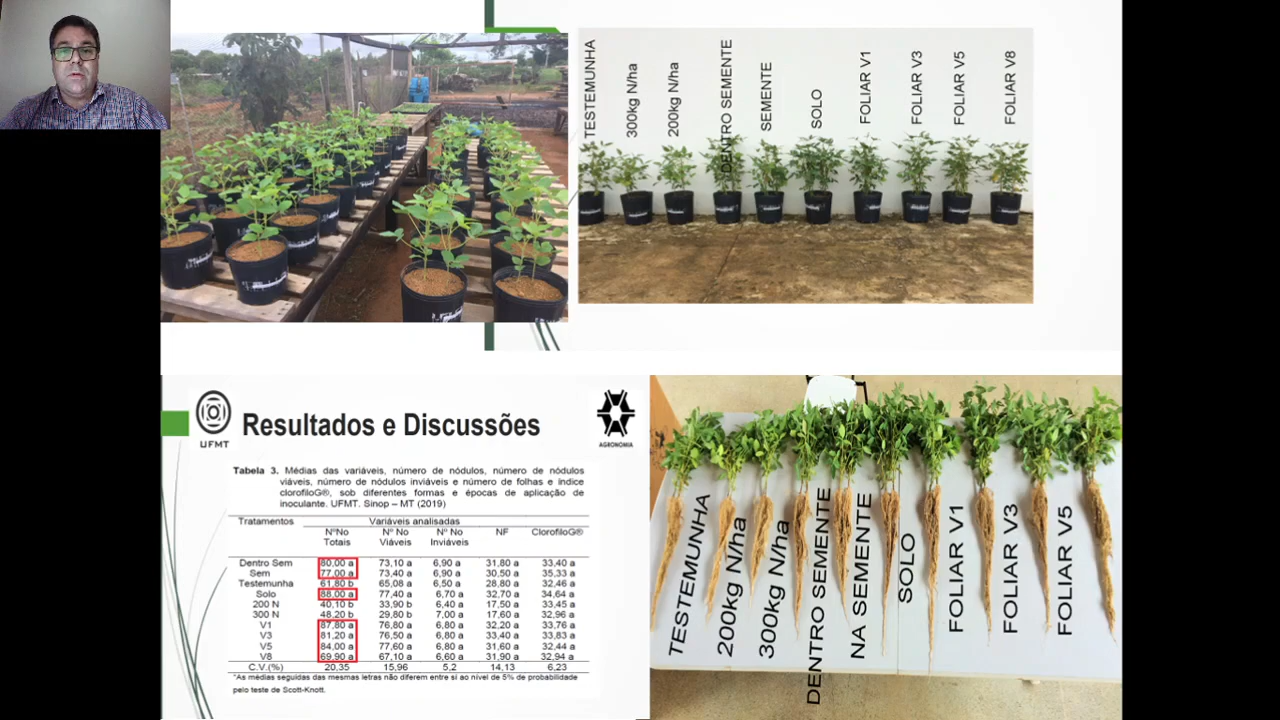 TESTEMUNHA
300kg N/ha
200kg N/ha
DENTRO SEMENTE
SEMENTE
SOLO
FOLIAR V1
FOLIAR V3
FOLIAR V5
FOLIAR V8
UFMT
Resultados e Discussões
AGRONOMIA
Tabela 3. Médias das variáveis, número de nódulos, número de nódulos
viáveis, número de nódulos inviáveis e número de folhas e índice
clorofiloG®, sob diferentes formas e épocas de aplicação de
inoculante. UFMT. Sinop – MT (2019)
Tratamentos Variáveis analisadas
NºNo Nº No Nº No NF ClorofiloG®
Totais Viáveis Inviáveis
Dentro Sem 80,00 a 73,10 a 6,90 a 31,80 a 33,40 a
Sem 77,00 a 73,40 a 6,90 a 30,50 a 35,33 a
Testemunha 61,80 b 65,08 a 6,50 a 28,80 a 32,46 a
Solo 88,00 a 77,40 a 6,70 a 32,70 a 34,64 a
200 N 40,10 b 33,90 b 6,40 a 17,50 a 33,45 a
300 N 48,20 b 29,80 b 7,00 a 17,60 a 32,96 a
V1 87,80 a 76,80 a 6,80 a 32,20 a 33,76 a
V3 81,20 a 76,50 a 6,80 a 33,40 a 33,83 a
V5 84,00 a 77,60 a 6,80 a 31,60 a 32,44 a
V8 69,90 a 67,10 a 6,60 a 31,90 a 32,94 a
C.V.(%) 20,35 15,96 5,2 14,13 6,23
*As médias seguidas das mesmas letras não diferem entre si ao nível de 5% de probabilidade
pelo teste de Scott-Knott.
TESTEMUNHA
200kg N/ha
300kg N/ha
DENTRO SEMENTE
NA SEMENTE
SOLO
FOLIAR V1
FOLIAR V3
FOLIAR V5